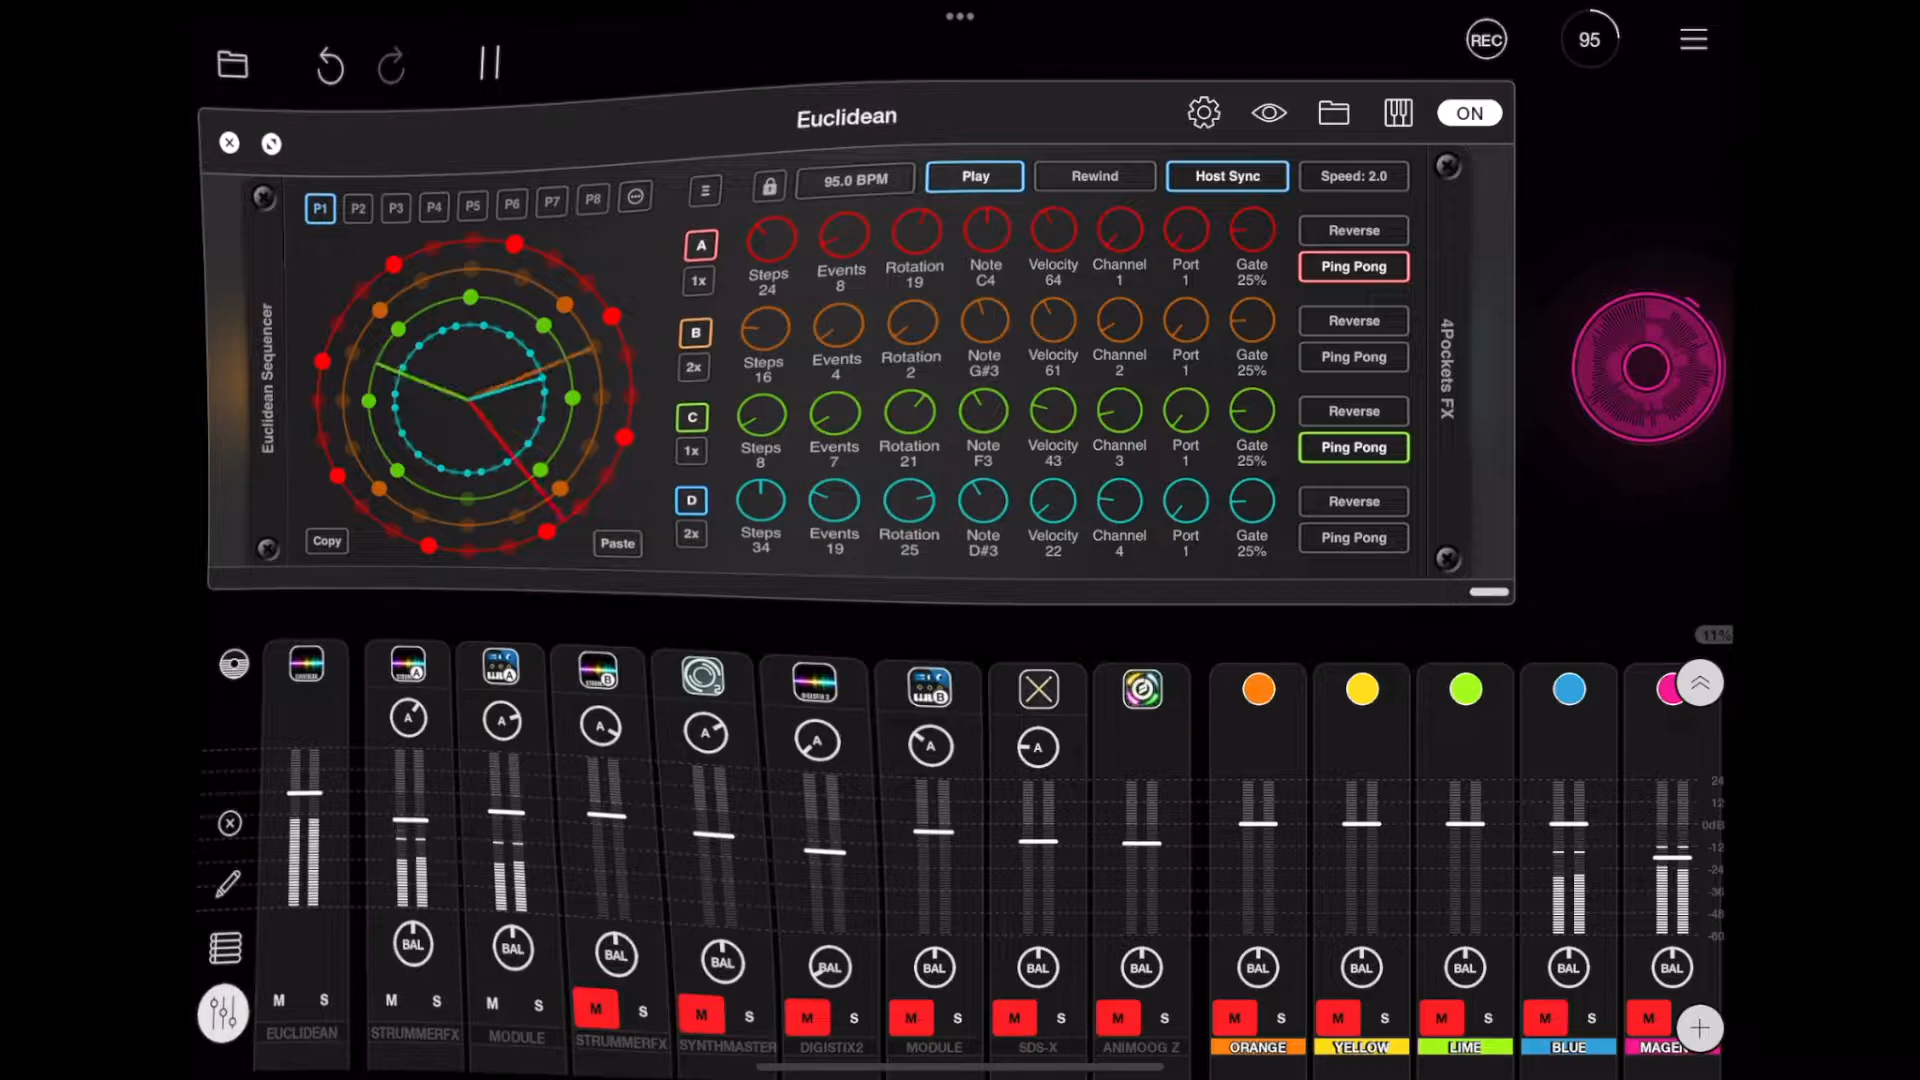 REC
95
Euclidean
ON
P1 P2 P3 P4 P5 P6 P7 P8
95.0 BPM
Play
Rewind
Host Sync
Speed: 2.0
Euclidean Sequencer
4Pockets FX
A
1x
Steps 24
Events 8
Rotation 19
Note C4
Velocity 64
Channel 1
Port 1
Gate 25%
Reverse
Ping Pong
B
2x
Steps 16
Events 4
Rotation 2
Note G#3
Velocity 61
Channel 2
Port 1
Gate 25%
Reverse
Ping Pong
C
1x
Steps 8
Events 7
Rotation 21
Note F3
Velocity 43
Channel 3
Port 1
Gate 25%
Reverse
Ping Pong
D
2x
Steps 34
Events 19
Rotation 25
Note D#3
Velocity 22
Channel 4
Port 1
Gate 25%
Reverse
Ping Pong
Copy
Paste
11%
A A A A A A A
24
12
0dB
-12
-24
-36
-48
-60
BAL BAL BAL BAL BAL BAL BAL BAL BAL BAL BAL BAL BAL
M S M S M S M S M S M S M S M S M S M S M S M S M S M
EUCLIDEAN
STRUMMERFX
MODULE
STRUMMERFX
SYNTHMASTER
DIGISTIX2
MODULE
SDS-X
ANIMOOG Z
ORANGE
YELLOW
LIME
BLUE
MAGEN